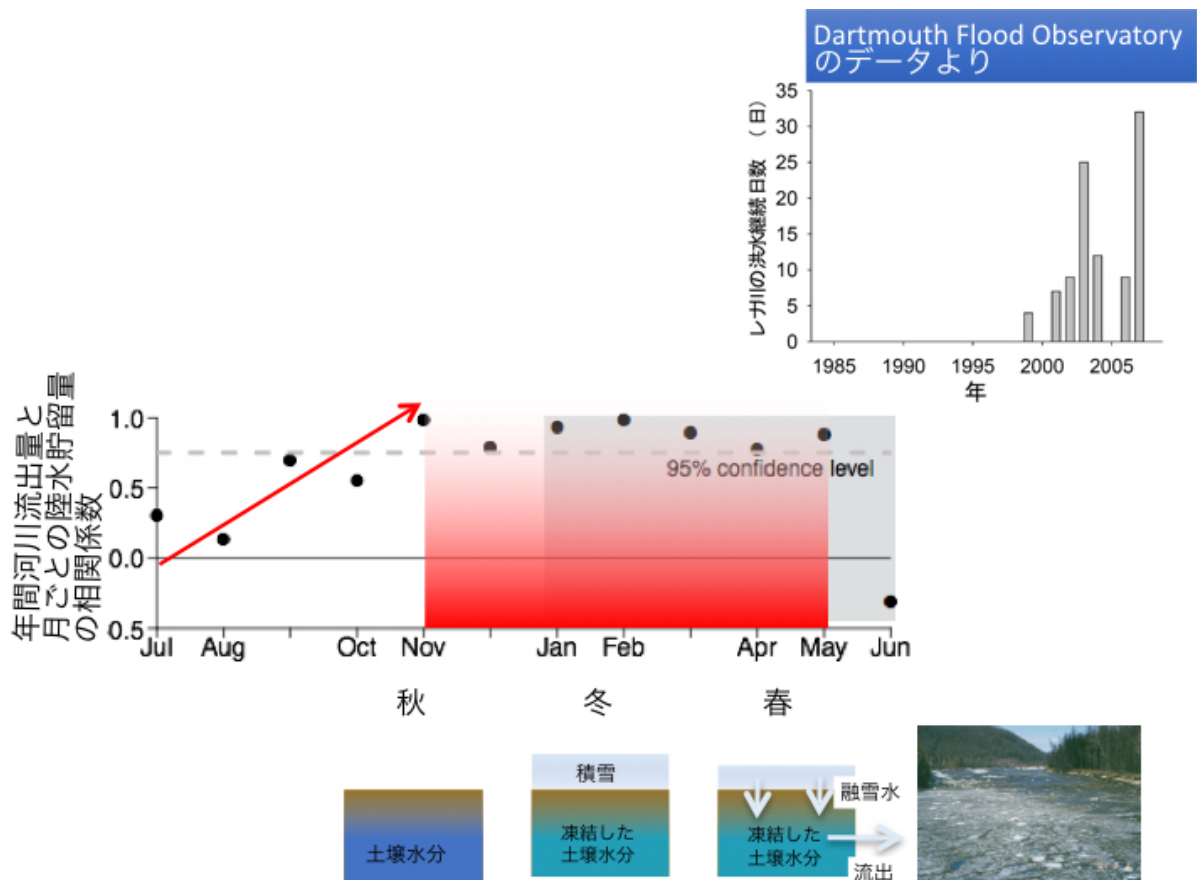 Dartmouth Flood Observatory
のデータより
レナ川の洪水継続日数 （日）
35
30
25
20
15
10
5
0
1985 1990 1995 2000 2005
年
年間河川流出量と
月ごとの陸水貯留量
の相関係数
1.0
0.5
0.0
0.5
95% confidence level
Jul Aug Oct Nov Jan Feb Apr May Jun
秋 冬 春
土壌水分
積雪
凍結した
土壌水分
融雪水
凍結した
土壌水分
流出